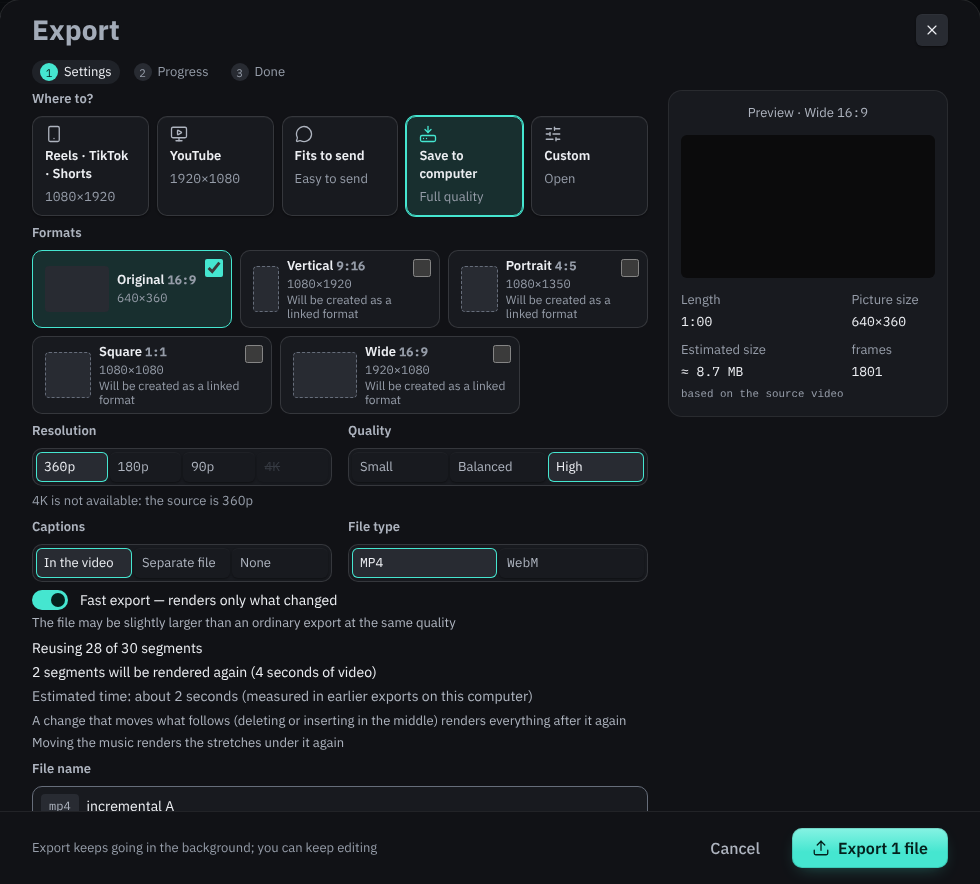 Export
1 Settings
2 Progress
3 Done
Where to?
Reels · TikTok
· Shorts
1080×1920
YouTube
1920×1080
Fits to send
Easy to send
Save to
computer
Full quality
Custom
Open
Formats
Original 16:9
640×360
Vertical 9:16
1080×1920
Will be created as a
linked format
Portrait 4:5
1080×1350
Will be created as a
linked format
Square 1:1
1080×1080
Will be created as a linked
format
Wide 16:9
1920×1080
Will be created as a linked
format
Resolution
360p 180p 90p 4K
4K is not available: the source is 360p
Quality
Small Balanced High
Captions
In the video Separate file None
File type
MP4 WebM
Fast export — renders only what changed
The file may be slightly larger than an ordinary export at the same quality
Reusing 28 of 30 segments
2 segments will be rendered again (4 seconds of video)
Estimated time: about 2 seconds (measured in earlier exports on this computer)
A change that moves what follows (deleting or inserting in the middle) renders everything after it again
Moving the music renders the stretches under it again
File name
mp4 incremental A
Preview · Wide 16:9
Length
1:00
Picture size
640×360
Estimated size
≈ 8.7 MB
frames
1801
based on the source video
Export keeps going in the background; you can keep editing
Cancel
Export 1 file